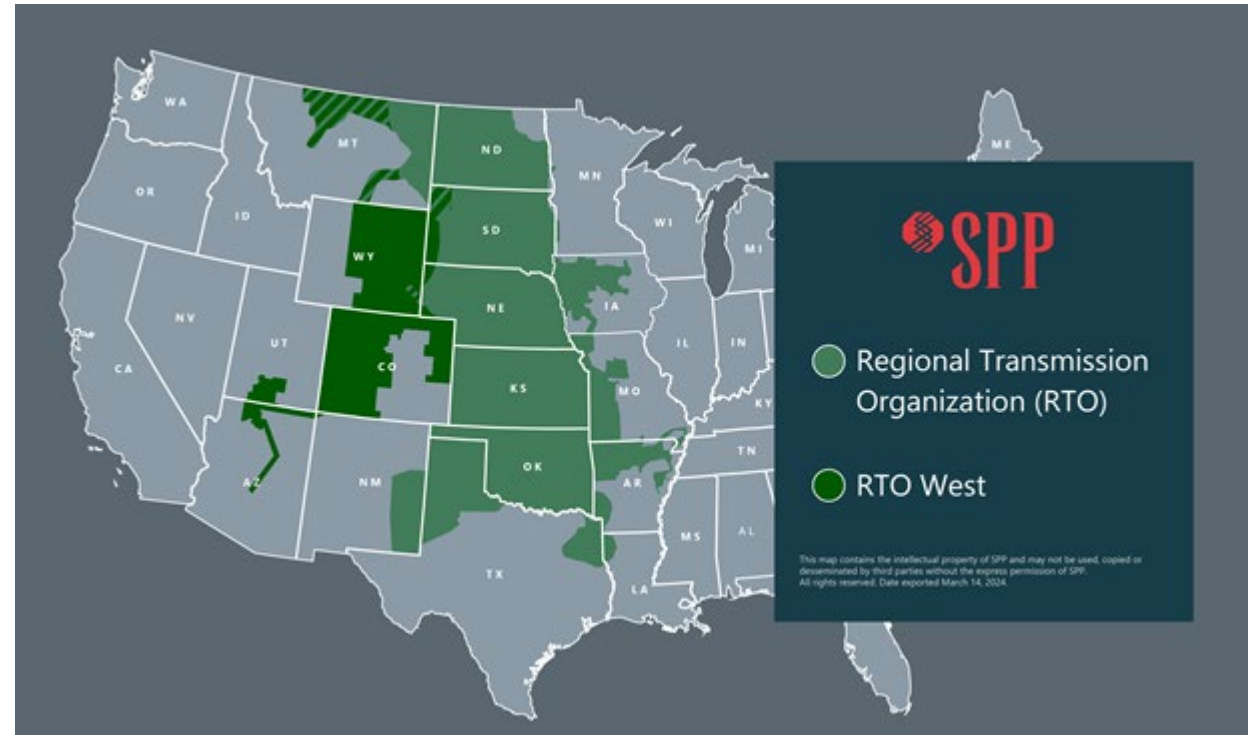 WA
MT
ND
MN
ME
OR
ID
SD
WI
MI
WY
NE
IA
NV
UT
IL
IN
CA
CO
KS
MO
KY
AZ
NM
OK
AR
TN
MS
AL
TX
LA
SPP
Regional Transmission
Organization (RTO)
RTO West
This map contains the intellectual property of SPP and may not be used, copied or
desseminated by third parties without the express permission of SPP.
All rights reserved. Date exported March 14, 2024.